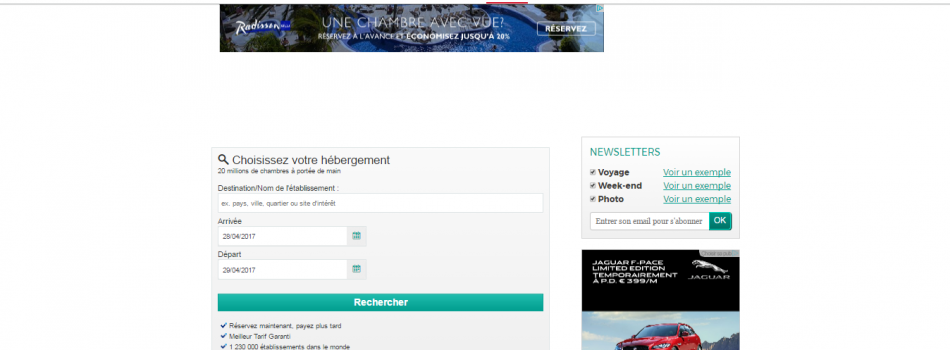 Radisson BLU
UNE CHAMBRE AVEC VUE?
RÉSERVEZ À L'AVANCE ET ÉCONOMISEZ JUSQU'À 20%
RÉSERVEZ
Choisissez votre hébergement
20 millions de chambres à portée de main
Destination/Nom de l'établissement :
ex. pays, ville, quartier ou site d'intérêt
Arrivée
28/04/2017
Départ
29/04/2017
Rechercher
Réservez maintenant, payez plus tard
Meilleur Tarif Garanti
1 230 000 établissements dans le monde
NEWSLETTERS
Voyage Voir un exemple
Week-end Voir un exemple
Photo Voir un exemple
Entrer son email pour s'abonner OK
JAGUAR F-PACE
LIMITED EDITION
TEMPORAIREMENT
À P.D. € 399/M
JAGUAR